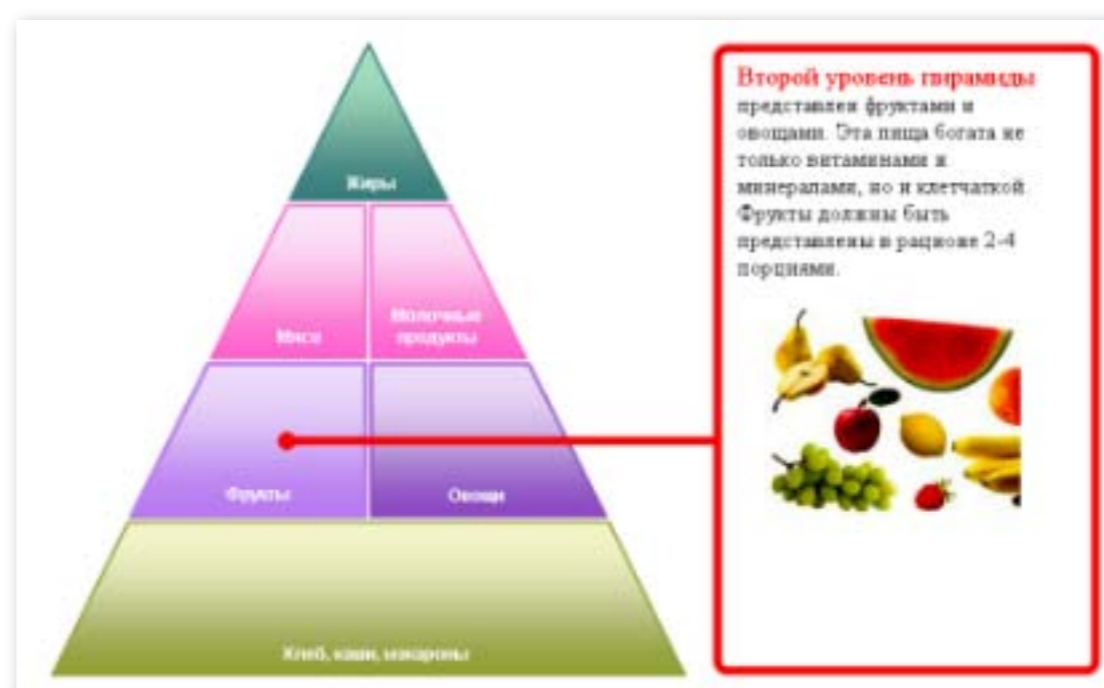 Жиры
Мясо
Молочные
продукты
Фрукты
Овощи
Хлеб, каши, макароны
Второй уровень пирамиды
представлен фруктами и
овощами. Эта пища богата не
только витаминами и
минералами, но и клетчаткой
Фрукты должны быть
представлены в рационе 2-4
порциями.